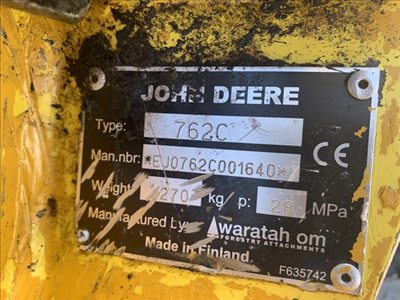 JOHN DEERE
Type: 762C
Man.nbr: *EJ0762C001640*
Weight 1270 kg/ p: 28 MPa
Manufactured By:
waratah om
FORESTRY ATTACHMENTS
Made in Finland
F635742